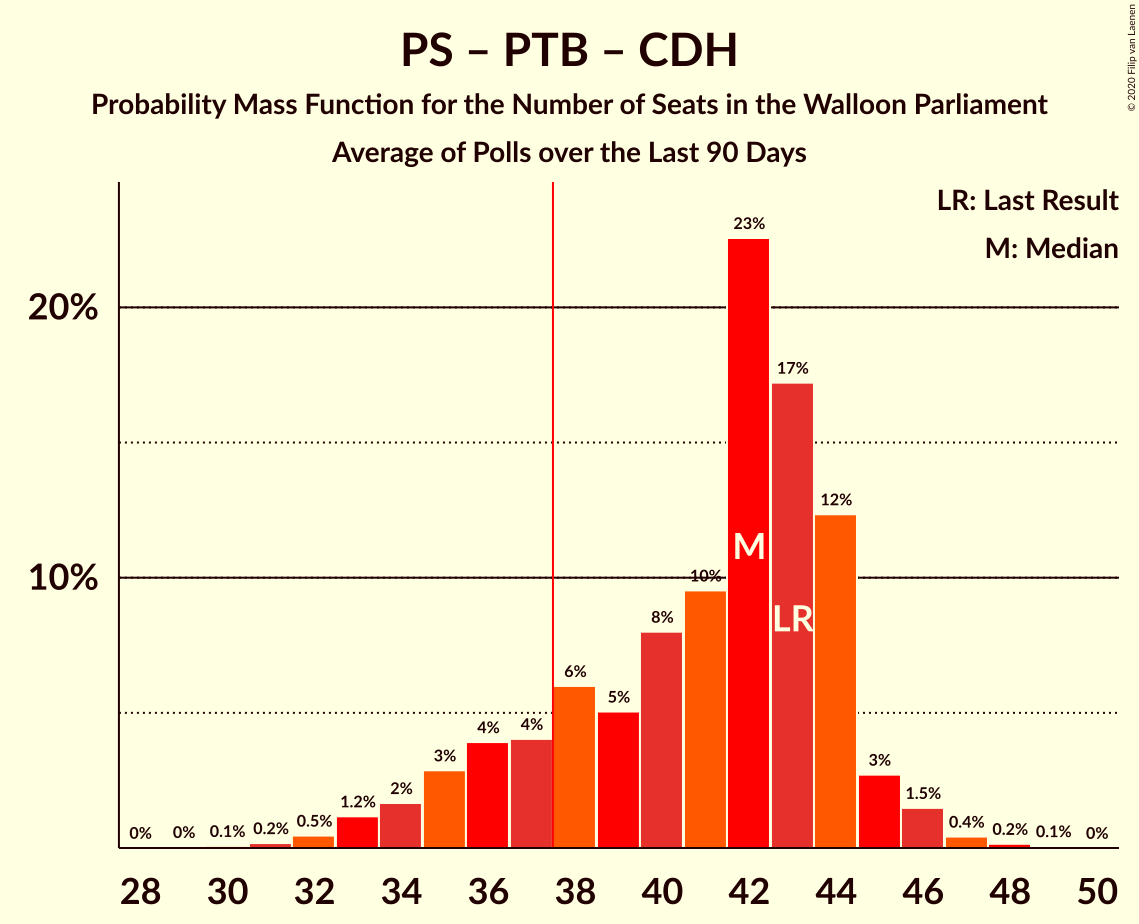 PS – PTB – CDH
Probability Mass Function for the Number of Seats in the Walloon Parliament
Average of Polls over the Last 90 Days
© 2020 Filip van Laenen
LR: Last Result
M: Median
20%
10%
0% 0% 0.1% 0.2% 0.5% 1.2% 2% 3% 4% 4% 6% 5% 8% 10% 23% 17% 12% 3% 1.5% 0.4% 0.2% 0.1% 0%
M
LR
28 30 32 34 36 38 40 42 44 46 48 50